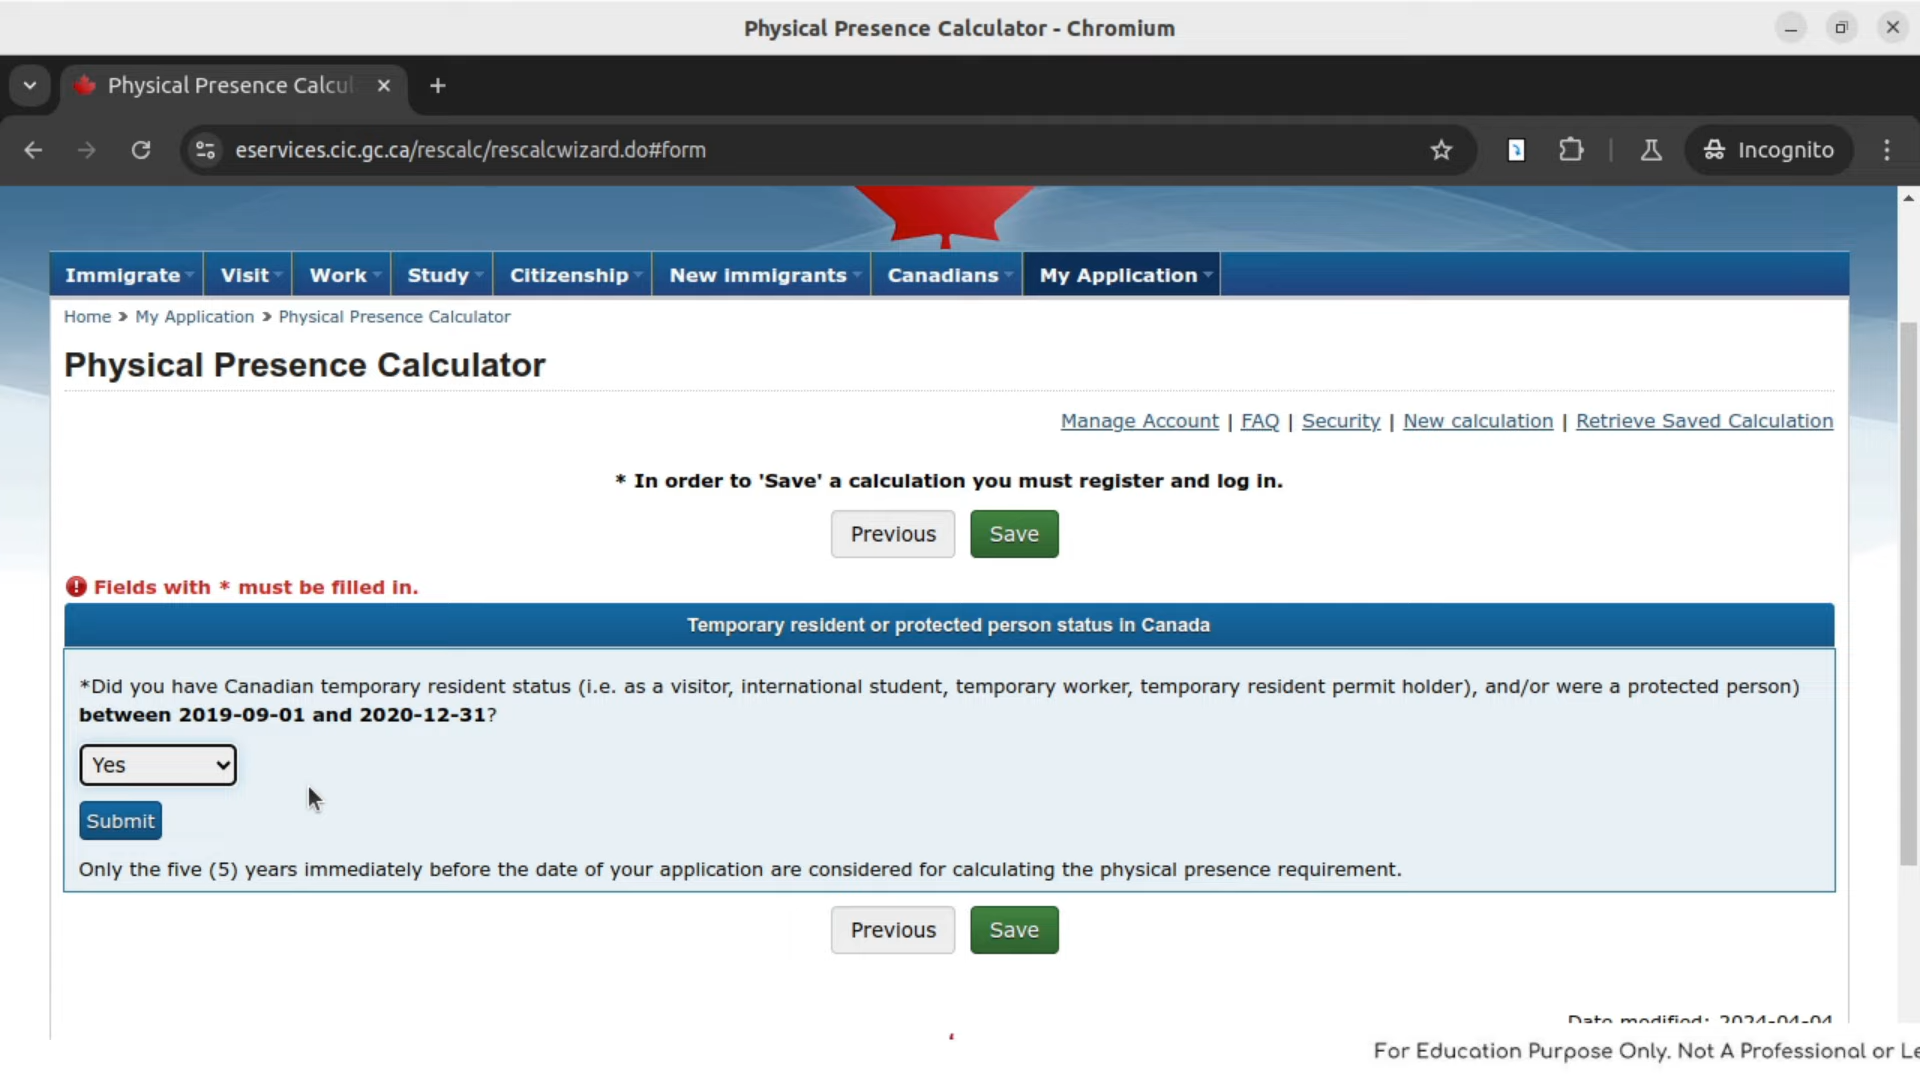 Physical Presence Calculator - Chromium
Physical Presence Calcul
eservices.cic.gc.ca/rescalc/rescalcwizard.do#form
Incognito
Immigrate Visit Work Study Citizenship New immigrants Canadians My Application
Home > My Application > Physical Presence Calculator
Physical Presence Calculator
Manage Account | FAQ | Security | New calculation | Retrieve Saved Calculation
* In order to 'Save' a calculation you must register and log in.
Previous Save
Fields with * must be filled in.
Temporary resident or protected person status in Canada
*Did you have Canadian temporary resident status (i.e. as a visitor, international student, temporary worker, temporary resident permit holder), and/or were a protected person)
between 2019-09-01 and 2020-12-31?
Yes
Submit
Only the five (5) years immediately before the date of your application are considered for calculating the physical presence requirement.
Previous Save
Date modified: 2024-04-04
For Education Purpose Only. Not A Professional or Le